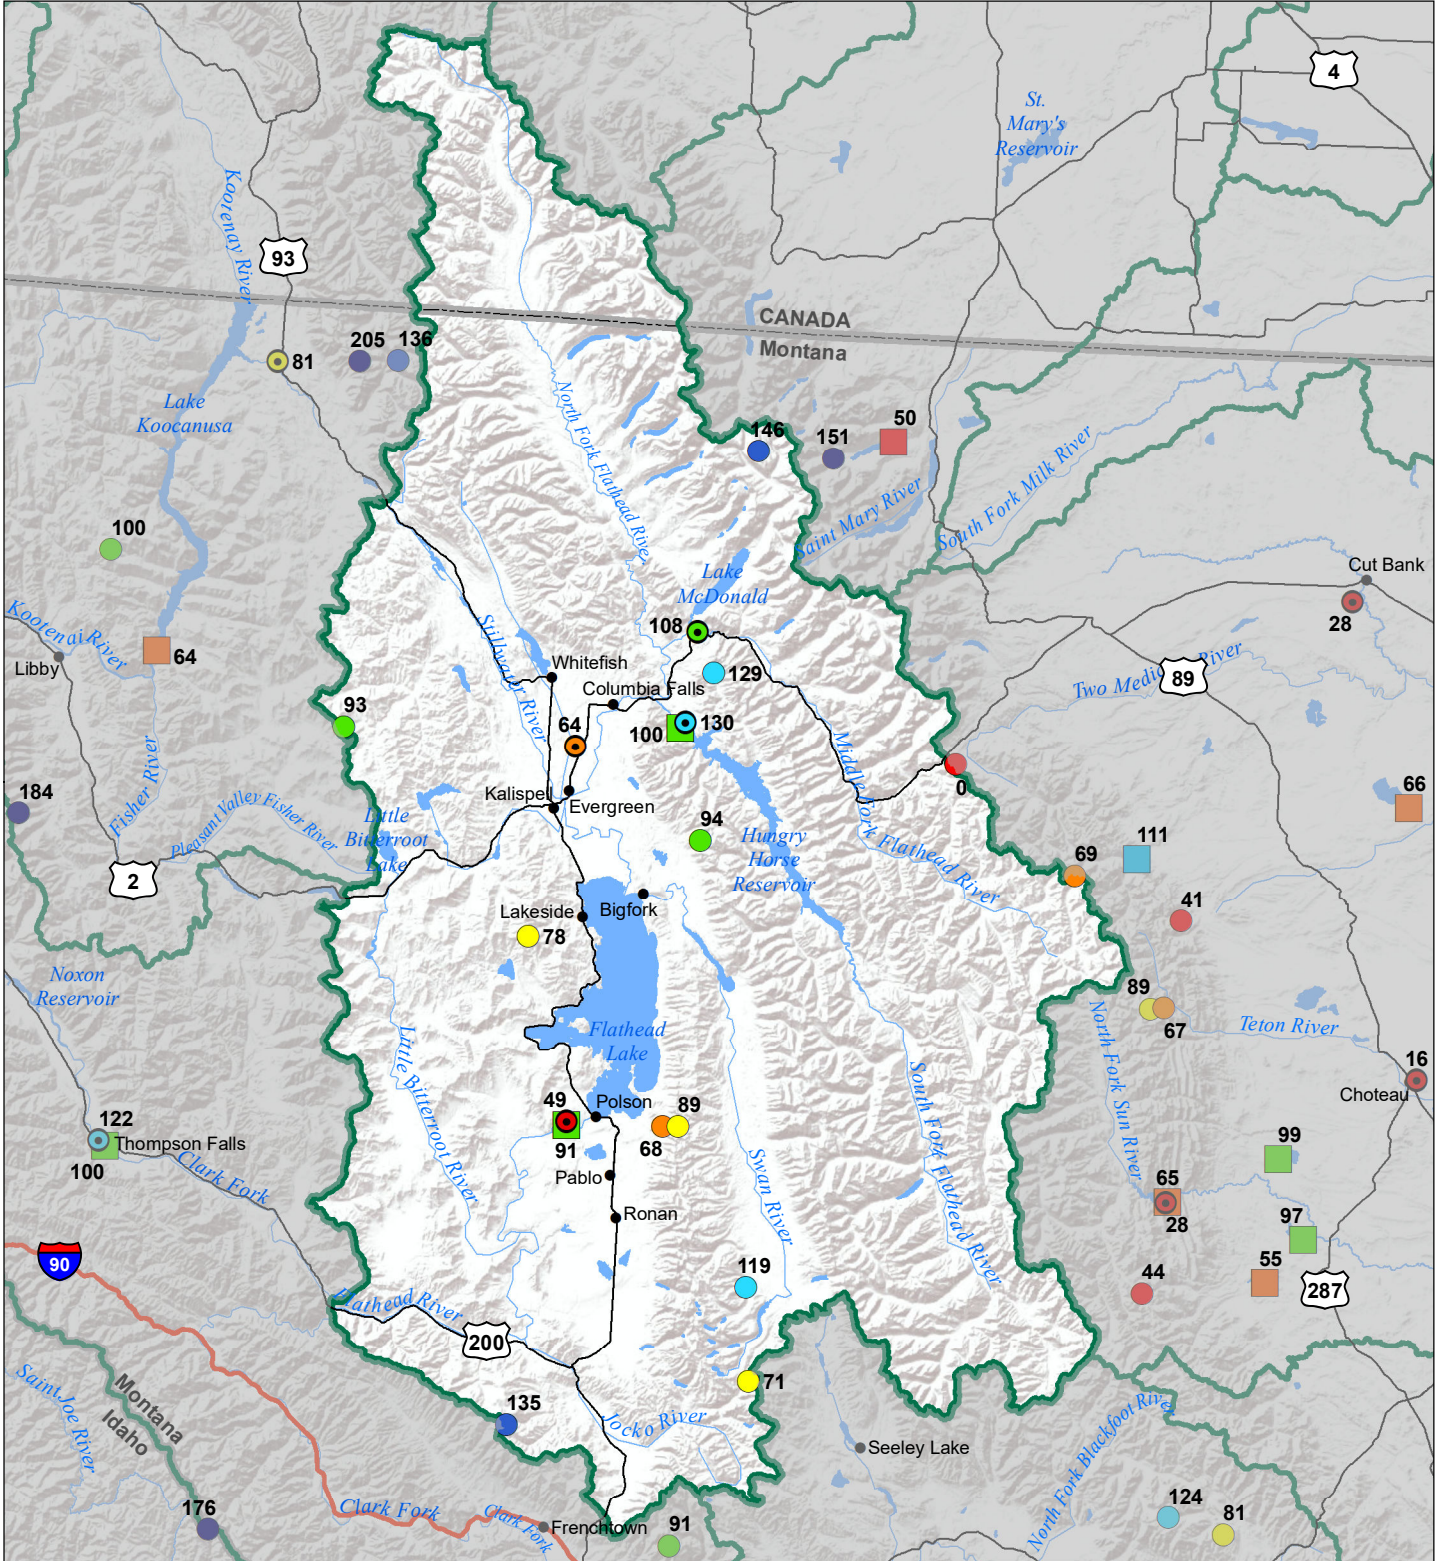 4
St.
Mary's
Reservoir
Kootenay River
93
CANADA
Montana
205
136
81
Lake
Koocanusa
North Fork Flathead River
146
151
50
Saint Mary River
South Fork Milk River
100
Lake
McDonald
Cut Bank
28
Kootenai River
Libby
64
108
129
Stillwater River
Whitefish
Columbia Falls
Two Medic
River
89
93
64
100
130
Middle Fork Flathead River
0
Fisher River
184
Pleasant Valley Fisher River
Kalispell
Evergreen
Little
Bitterroot
Lake
94
Hungry
Horse
Reservoir
66
111
69
2
41
Lakeside
Bigfork
78
Noxon
Reservoir
89
67
North Fork Sun River
Teton River
Flathead
Lake
Little Bitterroot River
South Fork Flathead River
16
Choteau
49
91
Polson
68
89
122
Thompson Falls
100
Clark Fork
Pablo
Swan River
99
65
28
Ronan
97
90
119
44
55
287
Flathead River
200
71
Montana
Idaho
Saint Joe River
135
Jocko River
Seeley Lake
North Fork Blackfoot River
176
Clark Fork
Clark Fork
Frenchtown
91
124
81